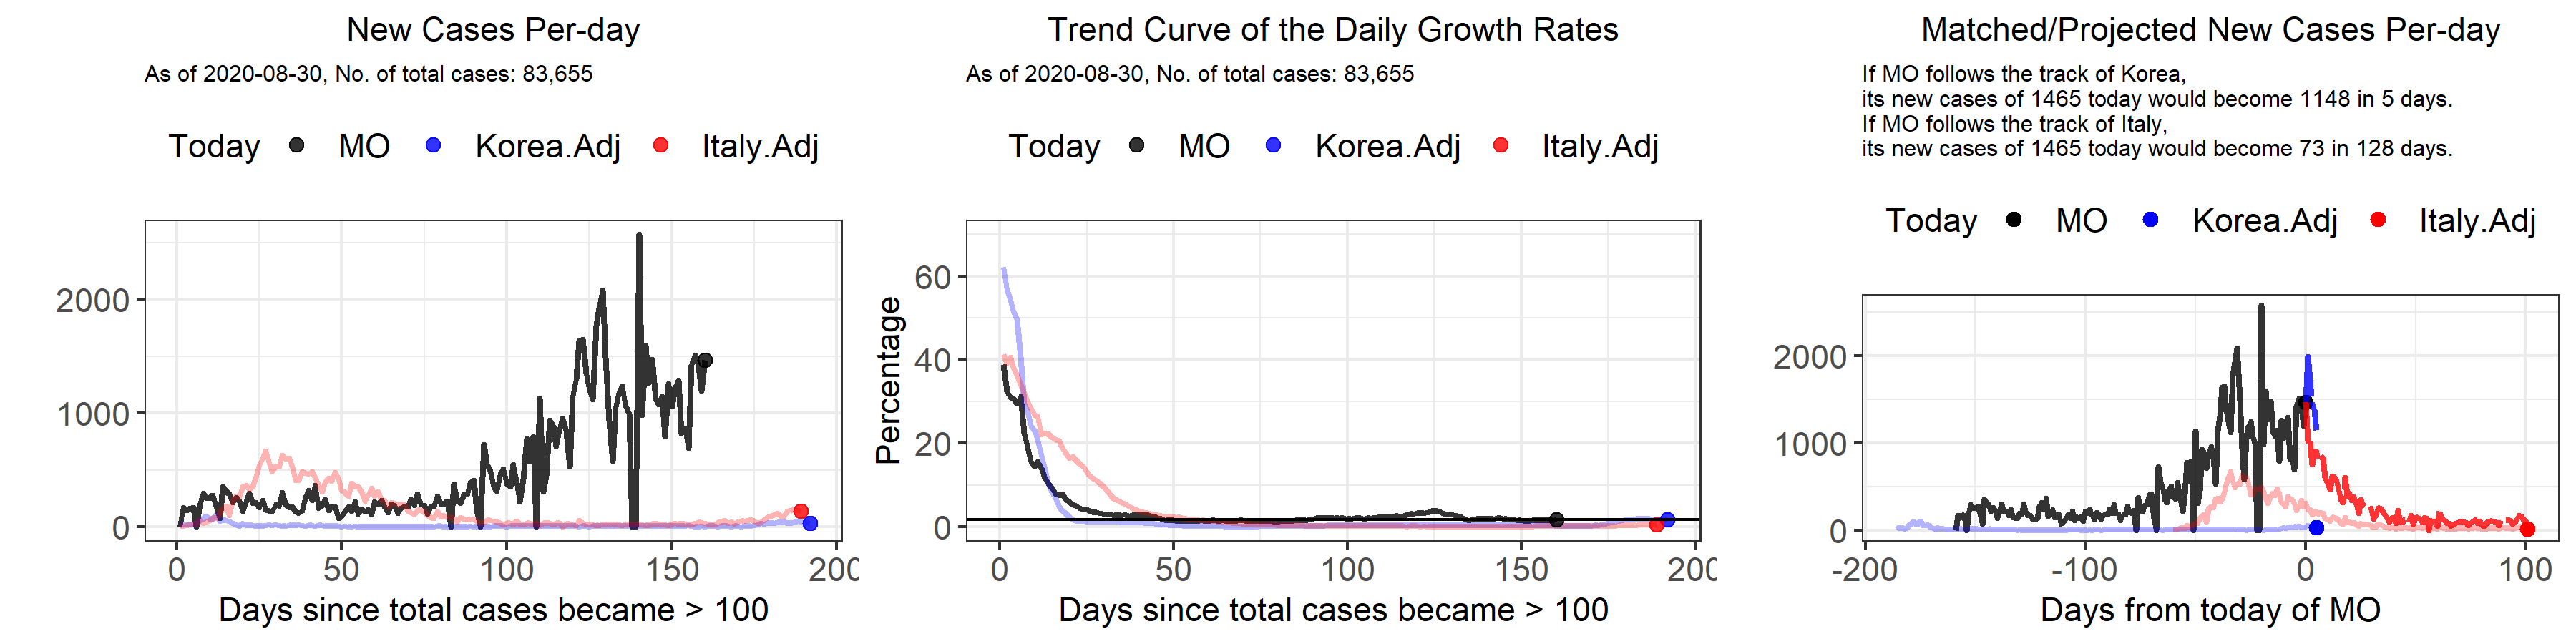 New Cases Per-day
As of 2020-08-30, No. of total cases: 83,655
Today MO Korea.Adj Italy.Adj
2000
1000
0
0 50 100 150 200
Days since total cases became > 100
Trend Curve of the Daily Growth Rates
As of 2020-08-30, No. of total cases: 83,655
Today MO Korea.Adj Italy.Adj
Percentage
60
40
20
0
0 50 100 150 200
Days since total cases became > 100
Matched/Projected New Cases Per-day
If MO follows the track of Korea,
its new cases of 1465 today would become 1148 in 5 days.
If MO follows the track of Italy,
its new cases of 1465 today would become 73 in 128 days.
Today MO Korea.Adj Italy.Adj
2000
1000
0
-200 -100 0 100
Days from today of MO